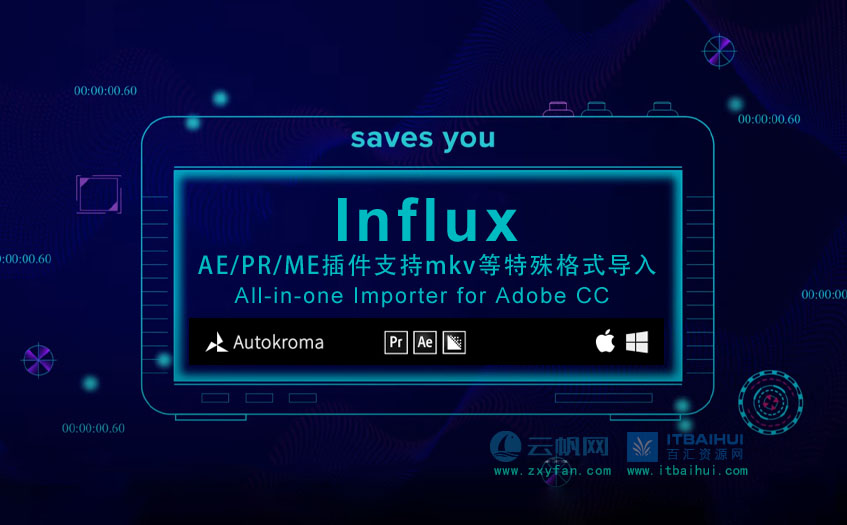 00:00:00.60
00:00:00.60
saves you
Influx
AE/PR/ME插件支持mkv等特殊格式导入
:00:00.60
00:00:0
All-in-one Importer for Adobe CC
Autokroma
Pr Ae
00:00:00.60
云帆网
www.zxyfan.com
ITBAIHUI
百汇资源网
www.itbaihui.com